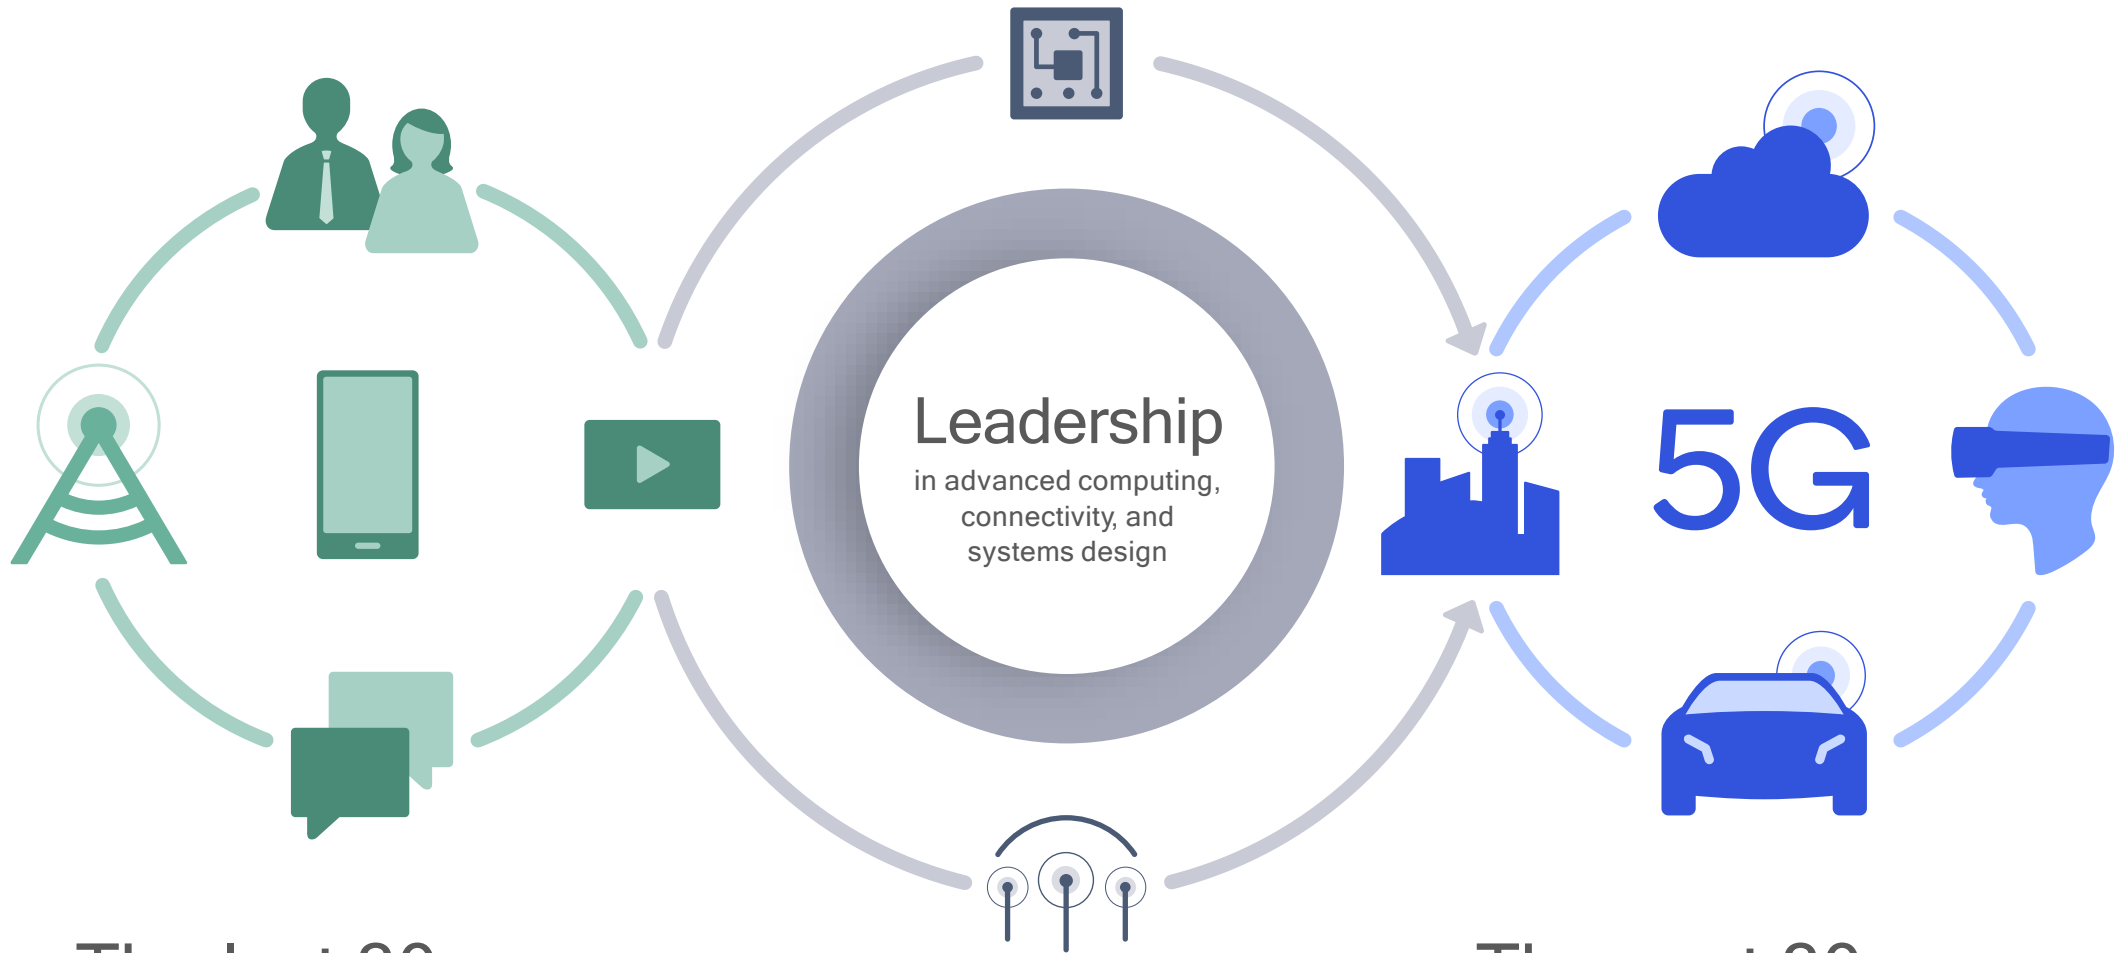 Leadership
in advanced computing,
connectivity, and
systems design
5G